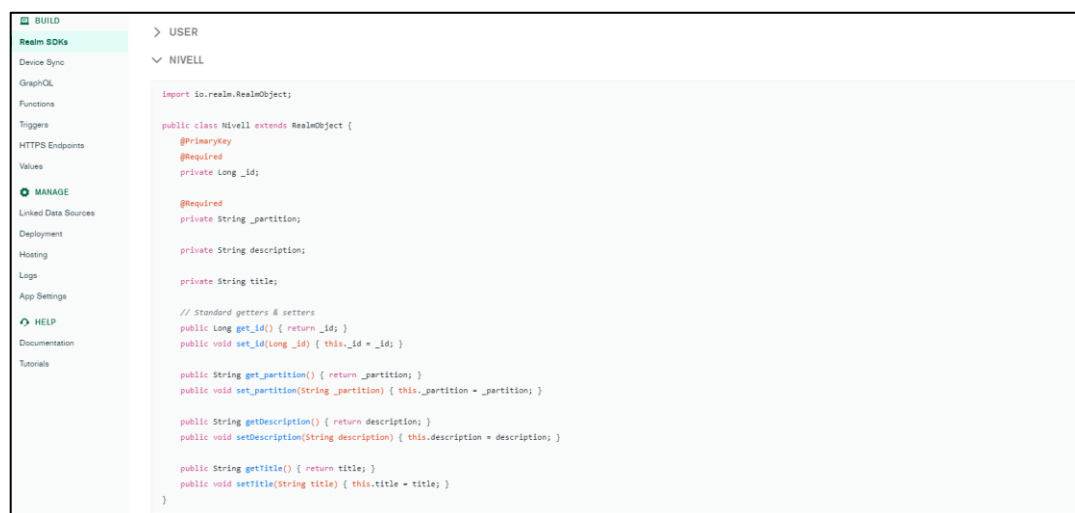 BUILD
Realm SDKs
Device Sync
GraphQL
Functions
Triggers
HTTPS Endpoints
Values
MANAGE
Linked Data Sources
Deployment
Hosting
Logs
App Settings
HELP
Documentation
Tutorials
USER
NIVELL
import io.realm.RealmObject;
public class Nivell extends RealmObject {
@PrimaryKey
@Required
private Long _id;
@Required
private String _partition;
private String description;
private String title;
// Standard getters & setters
public Long get_id() { return _id; }
public void set_id(Long _id) { this._id = _id; }
public String get_partition() { return _partition; }
public void set_partition(String _partition) { this._partition = _partition; }
public String getDescription() { return description; }
public void setDescription(String description) { this.description = description; }
public String getTitle() { return title; }
public void setTitle(String title) { this.title = title; }
}